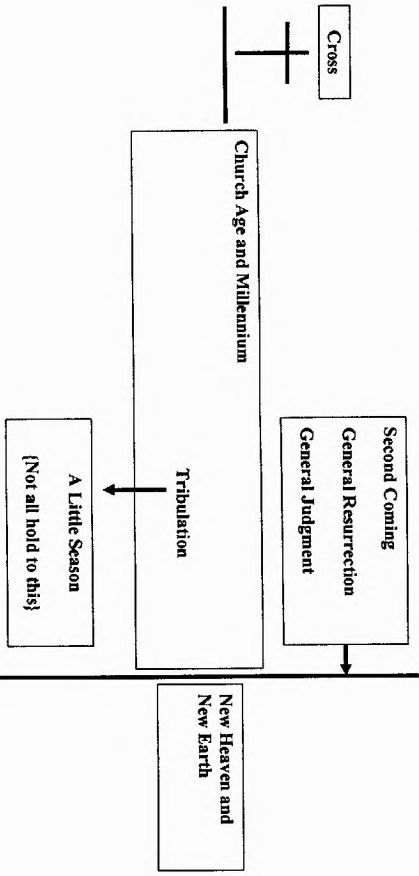 Cross
Church Age and Millennium
Tribulation
Second Coming
General Resurrection
General Judgment
A Little Season
{Not all hold to this}
New Heaven and
New Earth